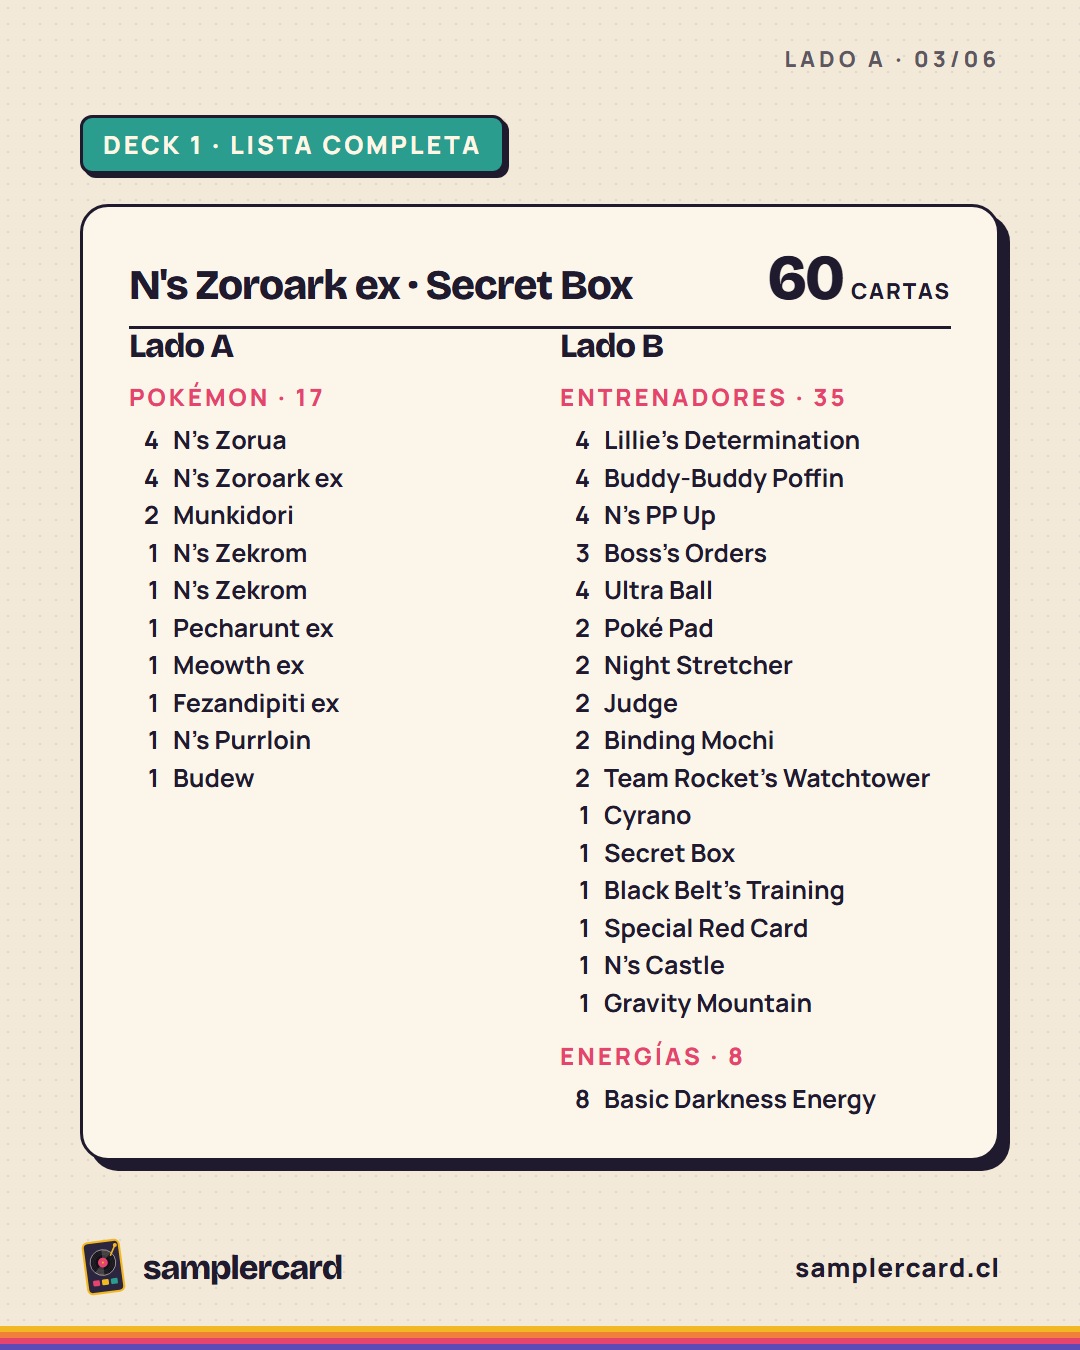 LADO A · 03/06
DECK 1 · LISTA COMPLETA
N's Zoroark ex · Secret Box
60 CARTAS
Lado A
POKÉMON · 17
4 N’s Zorua
4 N’s Zoroark ex
2 Munkidori
1 N’s Zekrom
1 N’s Zekrom
1 Pecharunt ex
1 Meowth ex
1 Fezandipiti ex
1 N’s Purrloin
1 Budew
Lado B
ENTRENADORES · 35
4 Lillie’s Determination
4 Buddy-Buddy Poffin
4 N’s PP Up
3 Boss’s Orders
4 Ultra Ball
2 Poké Pad
2 Night Stretcher
2 Judge
2 Binding Mochi
2 Team Rocket’s Watchtower
1 Cyrano
1 Secret Box
1 Black Belt’s Training
1 Special Red Card
1 N’s Castle
1 Gravity Mountain
ENERGÍAS · 8
8 Basic Darkness Energy
samplercard
samplercard.cl